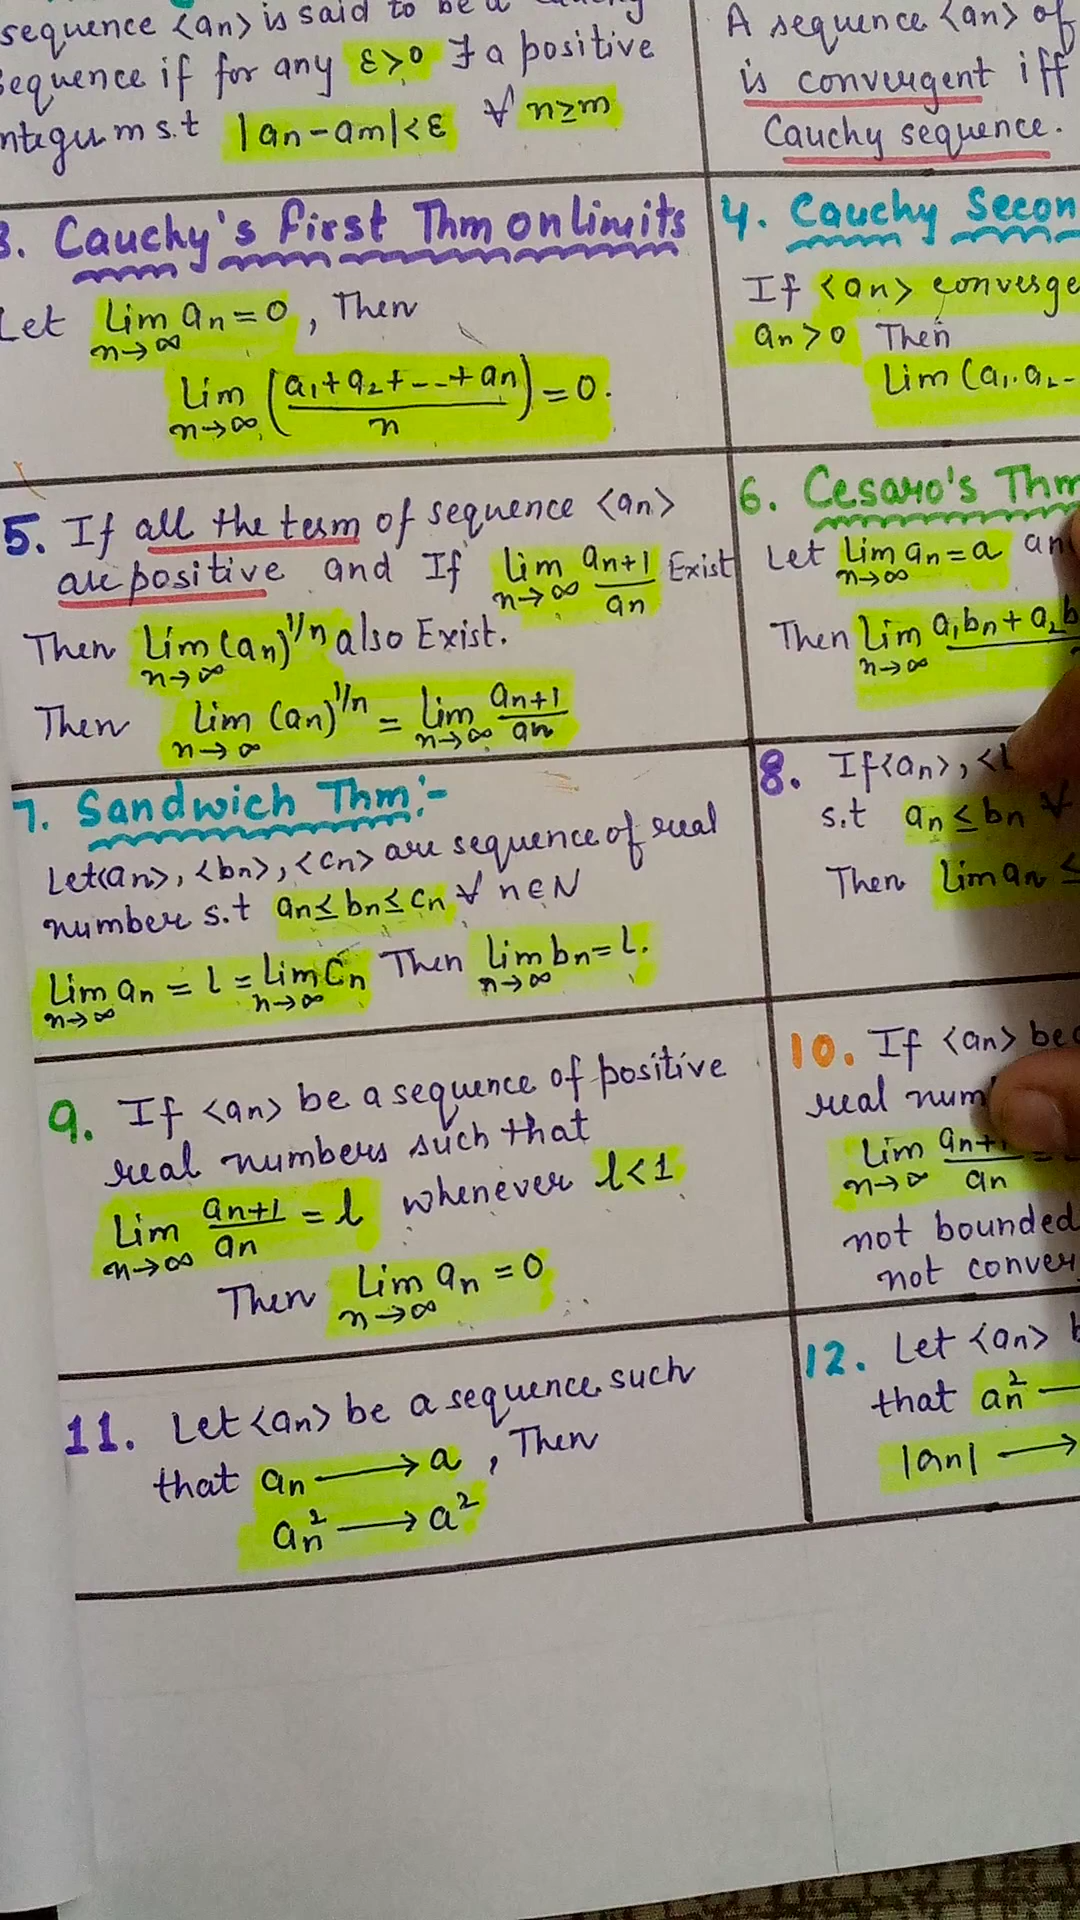 sequence <an> is said to be a
sequence if for any ε>0 ∃ a positive
m s.t |an-am|<ε ∀ n≥m
A sequence <an> of
is convergent iff
Cauchy sequence.
3. Cauchy's first Thm on limits
Let Lim n→∞ an=0, Then
Lim n→∞ (a1+a2+---+an)/n =0.
4. Cauchy Secon
If <an> converge
an>0 Then
Lim (a1.a2-
5. If all the term of sequence <an>
are positive and If Lim n→∞ an+1/an Exist
Then Lim n→∞ (an)^1/n also Exist.
Then Lim n→∞ (an)^1/n = Lim n→∞ an+1/an
6. Cesaro's Thm
Let Lim n→∞ an=a an
Then Lim n→∞ a1bn+a2b
7. Sandwich Thm:-
Let <an>, <bn>, <cn> are sequence of real
number s.t an≤bn≤cn ∀ n∈N
Lim n→∞ an = l = Lim n→∞ Cn Then Lim n→∞ bn=l.
8. If <an>, <b
s.t an≤bn ∀
Then Lim an ≤
9. If <an> be a sequence of positive
real numbers such that
Lim n→∞ an+1/an = l whenever l<1
Then Lim n→∞ an =0
10. If <an> be
real num
Lim n→∞ an+1/an =
not bounded
not conver
11. Let <an> be a sequence such
that an → a, Then
an² → a²
12. Let <an> b
that an² →
|an| →